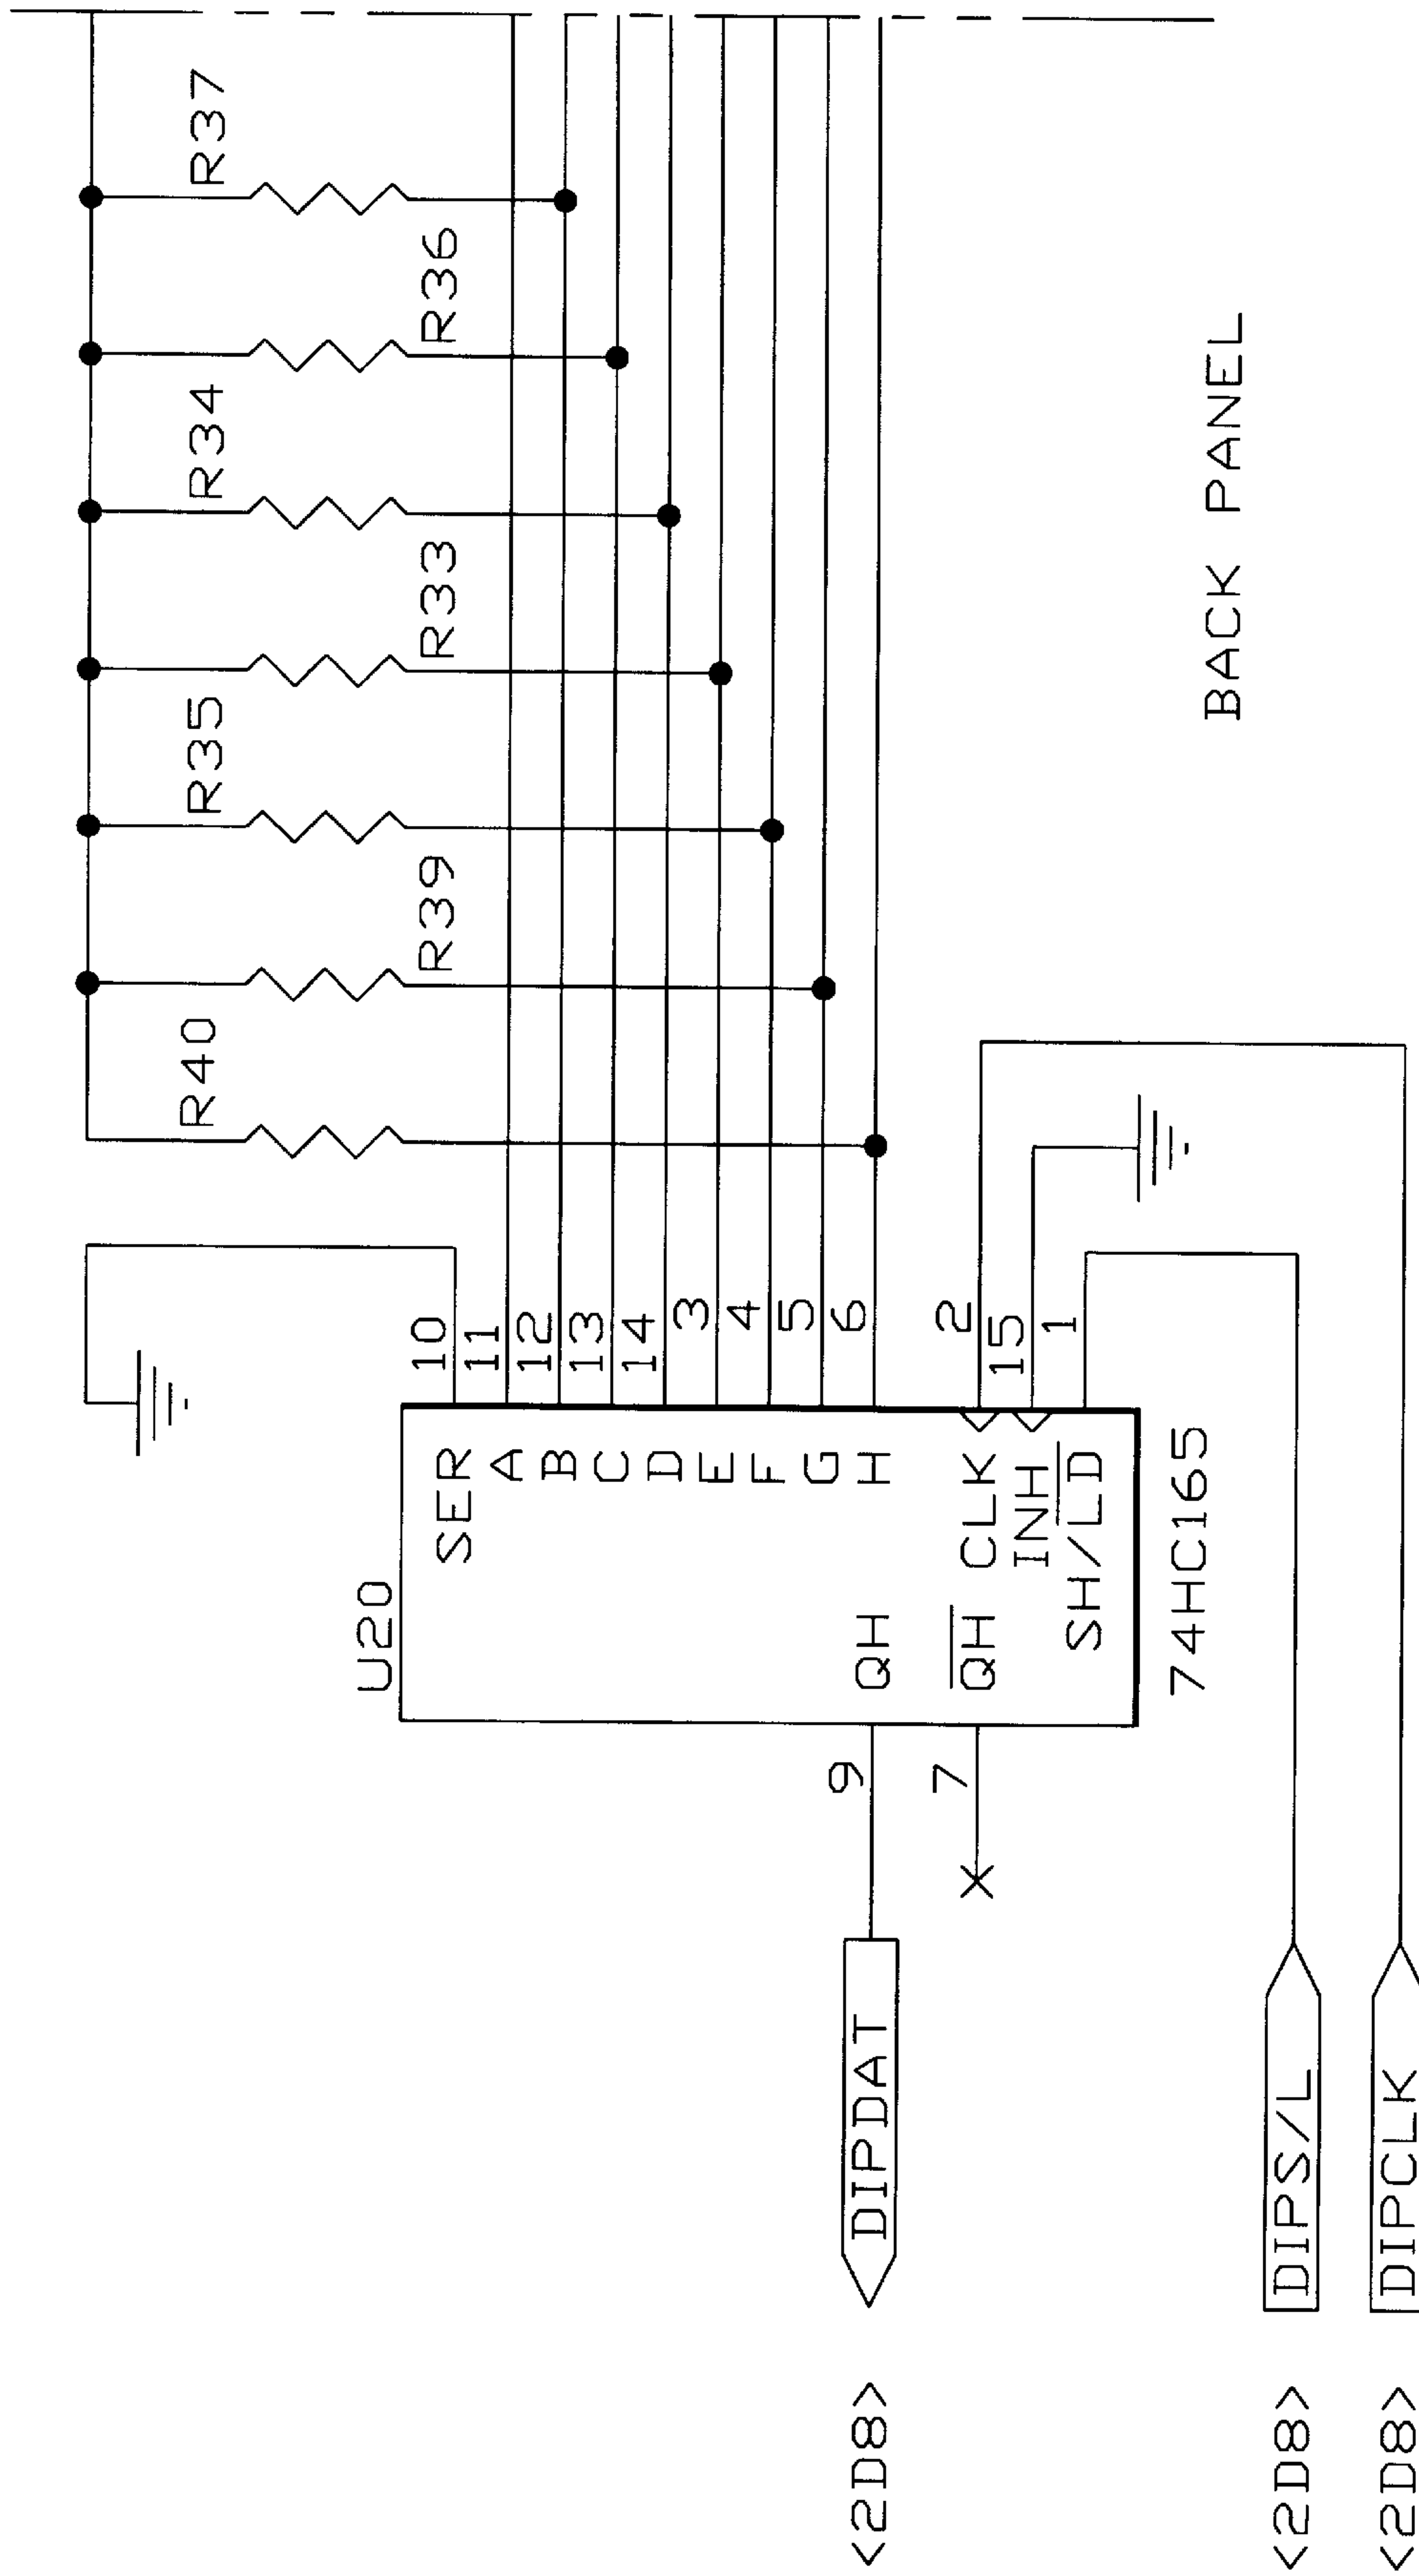 R40
R39
R35
R33
R34
R36
R37
U20
SER
10
A
11
B
12
C
13
D
14
E
3
F
4
G
5
QH
H
6
9
QH
CLK
2
7
INH
15
SH/LD
1
74HC165
<2D8>
DIPDAT
BACK PANEL
<2D8>
DIPS/L
<2D8>
DIPCLK